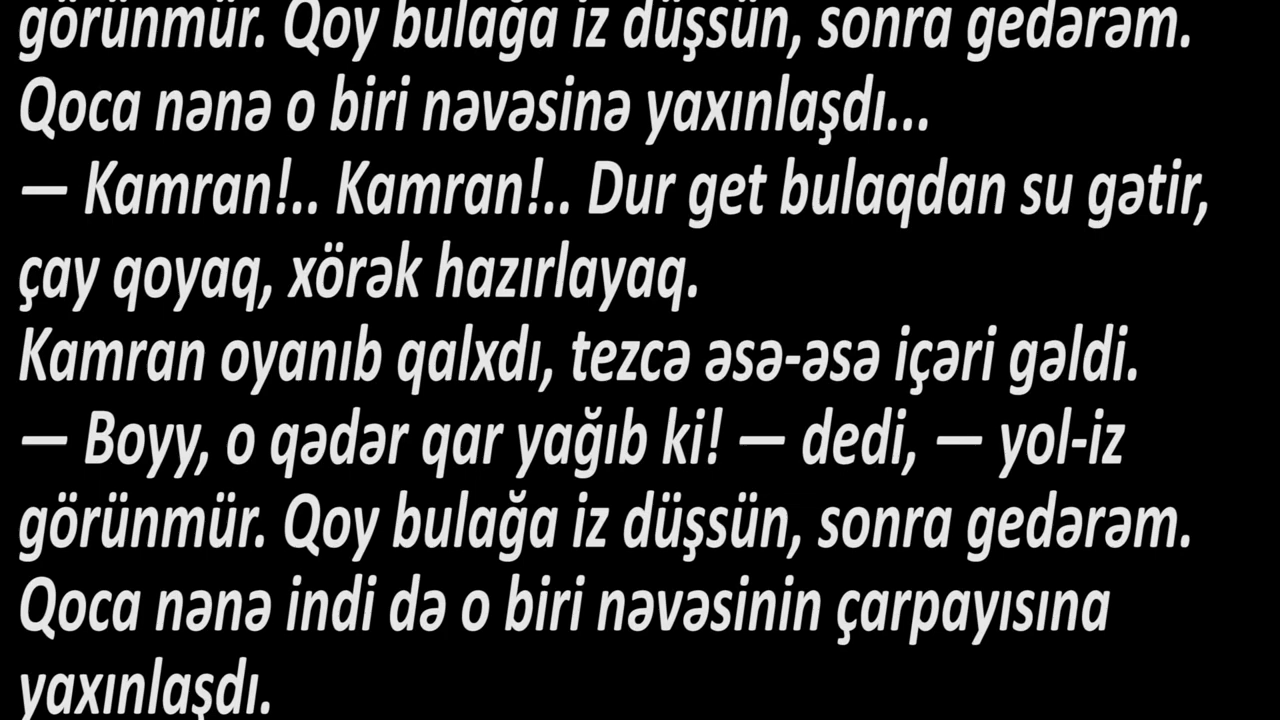 görünmür. Qoy bulağa iz düşsün, sonra gedərəm.
Qoca nənə o biri nəvəsinə yaxınlaşdı...
— Kamran!.. Kamran!.. Dur get bulaqdan su gətir,
çay qoyaq, xörək hazırlayaq.
Kamran oyanıb qalxdı, tezcə əsə-əsə içəri gəldi.
— Boyy, o qədər qar yağıb ki! — dedi, — yol-iz
görünmür. Qoy bulağa iz düşsün, sonra gedərəm.
Qoca nənə indi də o biri nəvəsinin çarpayısına
yaxınlaşdı.